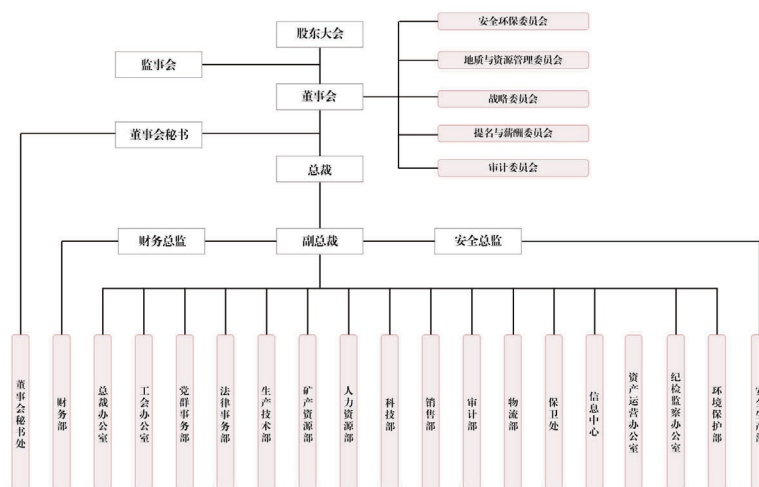 股东大会
监事会
董事会
董事会秘书
总裁
财务总监
副总裁
安全总监
安全环保委员会
地质与资源管理委员会
战略委员会
提名与薪酬委员会
审计委员会
董事会秘书处
财务部
总裁办公室
工会办公室
党群事务部
法律事务部
生产技术部
矿产资源部
人力资源部
科技部
销售部
审计部
物流部
保卫处
信息中心
资产运营办公室
纪检监察办公室
环境保护部